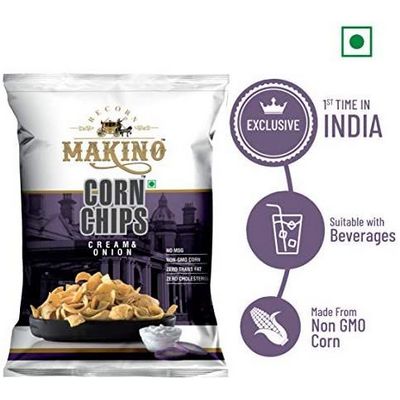 RECORN
MAKINO
CORN
CHIPS
CREAM &
ONION
NO MSG
NON-GMO CORN
ZERO TRANS FAT
ZERO CHOLESTEROL
EXCLUSIVE
1ST TIME IN
INDIA
Suitable with
Beverages
Made From
Non GMO
Corn